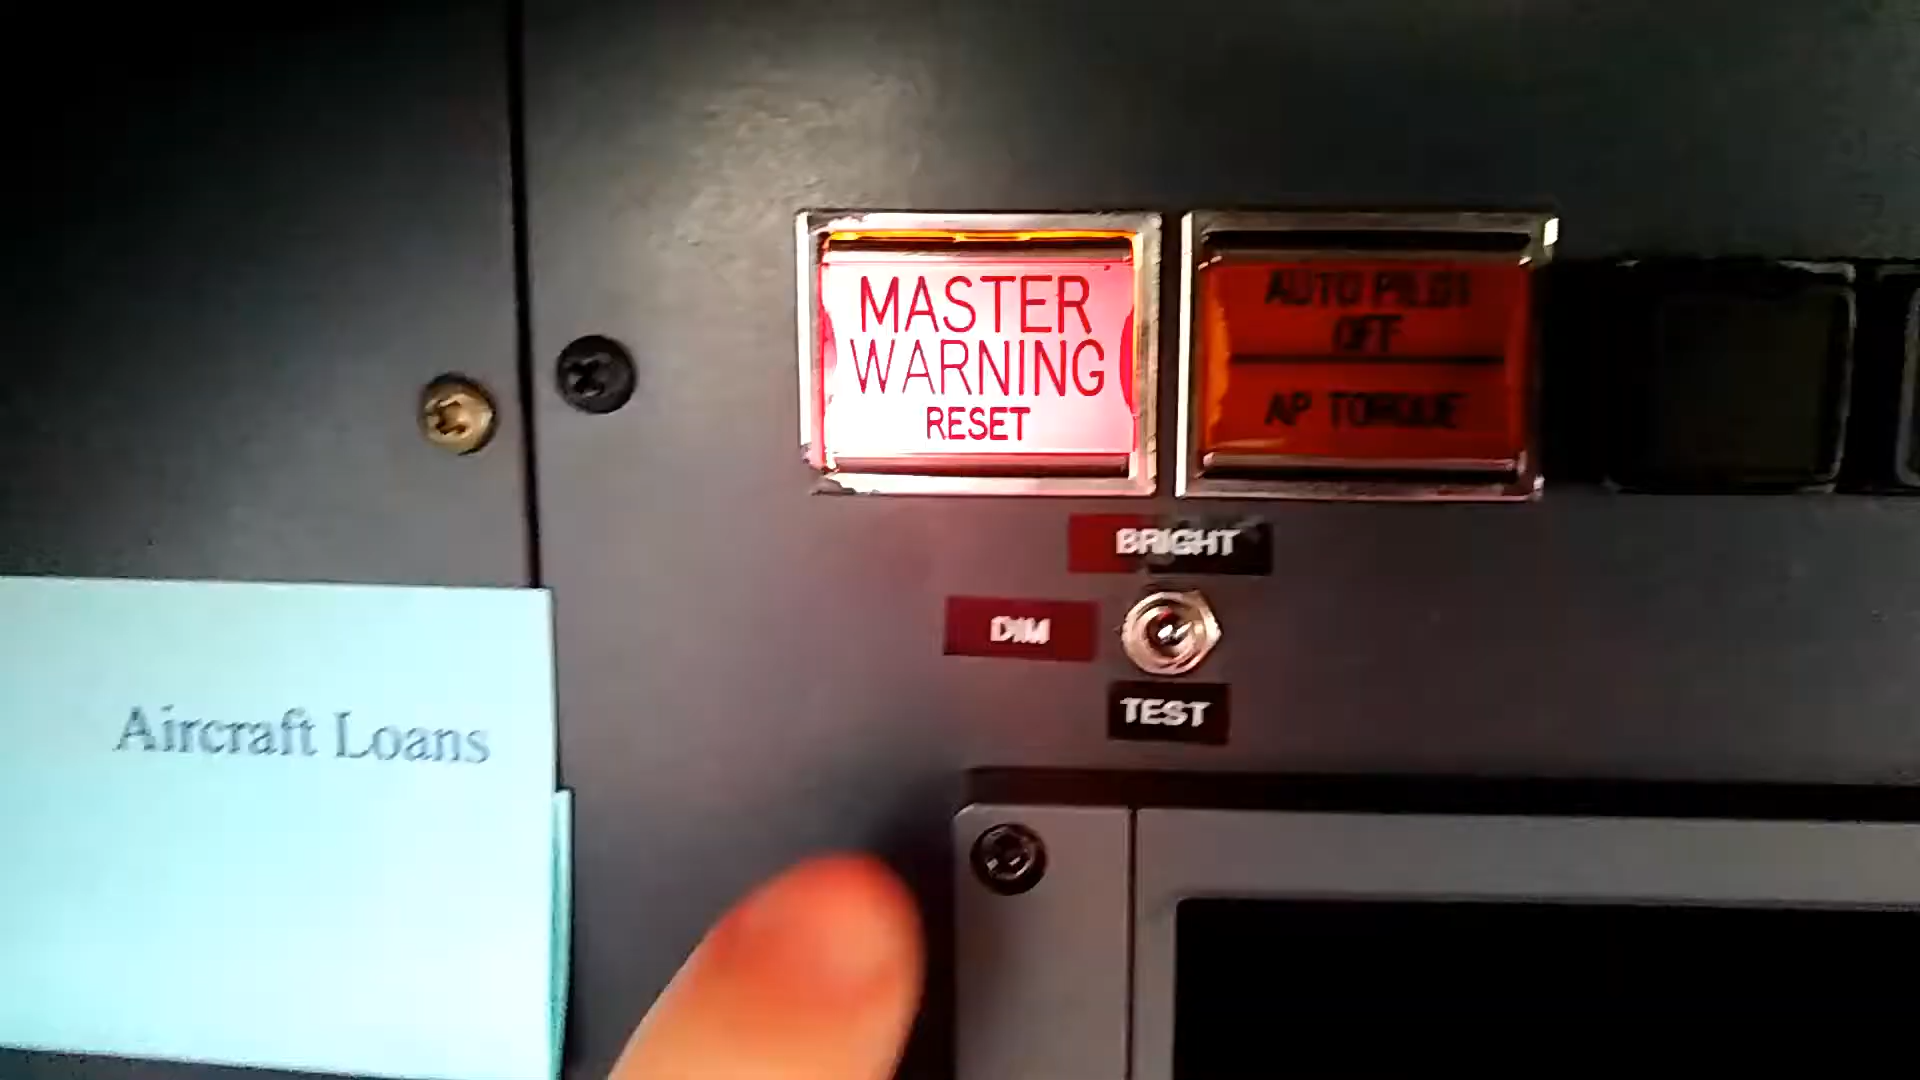 MASTER
WARNING
RESET
AUTO PILOT
OFF
AP TORQUE
BRIGHT
DIM
TEST
Aircraft Loans